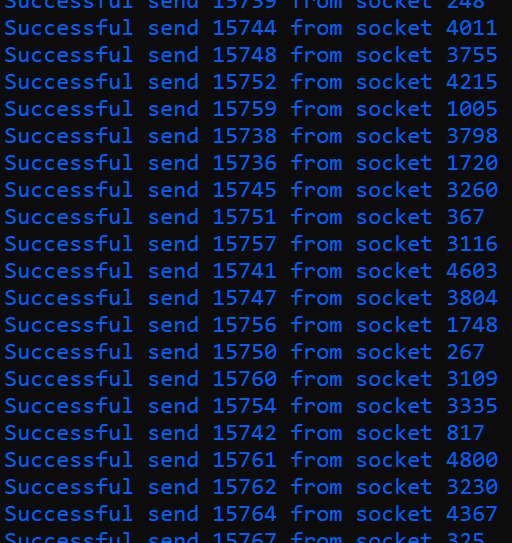 Successful send 15739 from socket 248
Successful send 15744 from socket 4011
Successful send 15748 from socket 3755
Successful send 15752 from socket 4215
Successful send 15759 from socket 1005
Successful send 15738 from socket 3798
Successful send 15736 from socket 1720
Successful send 15745 from socket 3260
Successful send 15751 from socket 367
Successful send 15757 from socket 3116
Successful send 15741 from socket 4603
Successful send 15747 from socket 3804
Successful send 15756 from socket 1748
Successful send 15750 from socket 267
Successful send 15760 from socket 3109
Successful send 15754 from socket 3335
Successful send 15742 from socket 817
Successful send 15761 from socket 4800
Successful send 15762 from socket 3230
Successful send 15764 from socket 4367
Successful send 15767 from socket 325